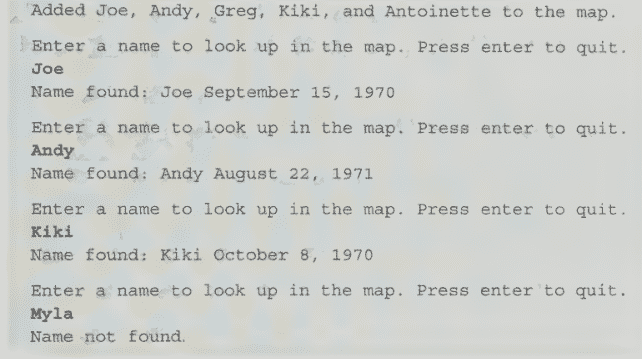 Added Joe, Andy, Greg, Kiki, and Antoinette to the map.
Enter a name to look up in the map. Press enter to quit.
Joe
Name found: Joe September 15, 1970
Enter a name to look up in the map. Press enter to quit.
Andy
Name found: Andy August 22, 1971
Enter a name to look up in the map. Press enter to quit.
Kiki
Name found: Kiki October 8, 1970
Enter a name to look up in the map. Press enter to quit.
Myla
Name not found.